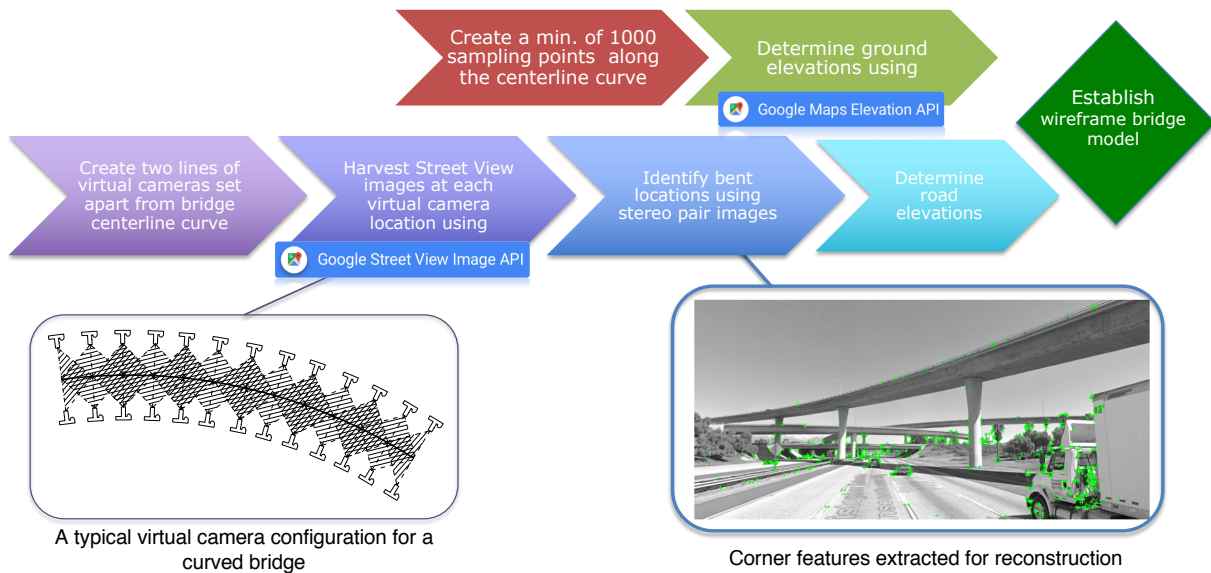 Create a min. of 1000
sampling points along
the centerline curve
Determine ground
elevations using
Google Maps Elevation API
Establish
wireframe bridge
model
Create two lines of
virtual cameras set
apart from bridge
centerline curve
Harvest Street View
images at each
virtual camera
location using
Google Street View Image API
Identify bent
locations using
stereo pair images
Determine
road
elevations
A typical virtual camera configuration for a
curved bridge
Corner features extracted for reconstruction